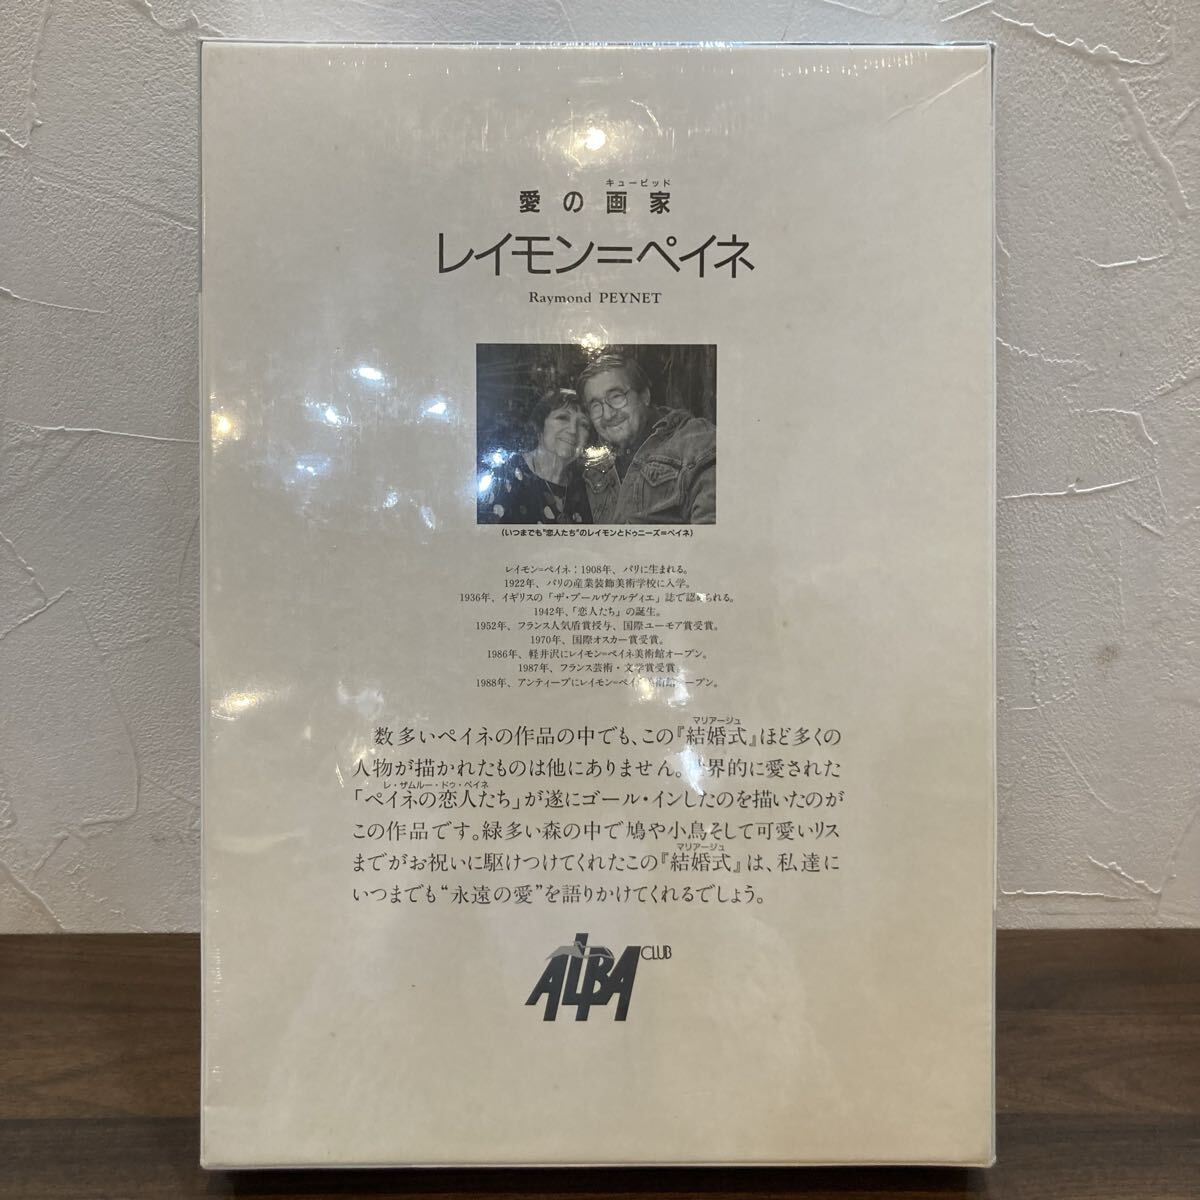 キューピッド
愛の画家
レイモン=ペイネ
Raymond PEYNET
(いつまでも"恋人たち"のレイモンとドゥニーズ=ペイネ)
レイモン=ペイネ:1908年、パリに生まれる。
1922年、パリの産業装飾美術学校に入学。
1936年、イギリスの「ザ・ブールヴァルディエ」誌で認められる。
1942年、「恋人たち」の誕生。
1952年、フランス人気盾賞授与、国際ユーモア賞受賞。
1970年、国際オスカー賞受賞。
1986年、軽井沢にレイモン=ペイネ美術館オープン。
1987年、フランス芸術・文学賞受賞。
1988年、アンティーブにレイモン=ペイネ美術館オープン。
マリアージュ
数多いペイネの作品の中でも、この『結婚式』ほど多くの
人物が描かれたものは他にありません。世界的に愛された
レ・ザムルー・ドゥ・ペイネ
「ペイネの恋人たち」が遂にゴール・インしたのを描いたのが
この作品です。緑多い森の中で鳩や小鳥そして可愛いリス
マリアージュ
までがお祝いに駆けつけてくれたこの『結婚式』は、私達に
いつまでも“永遠の愛”を語りかけてくれるでしょう。
ALBA CLUB